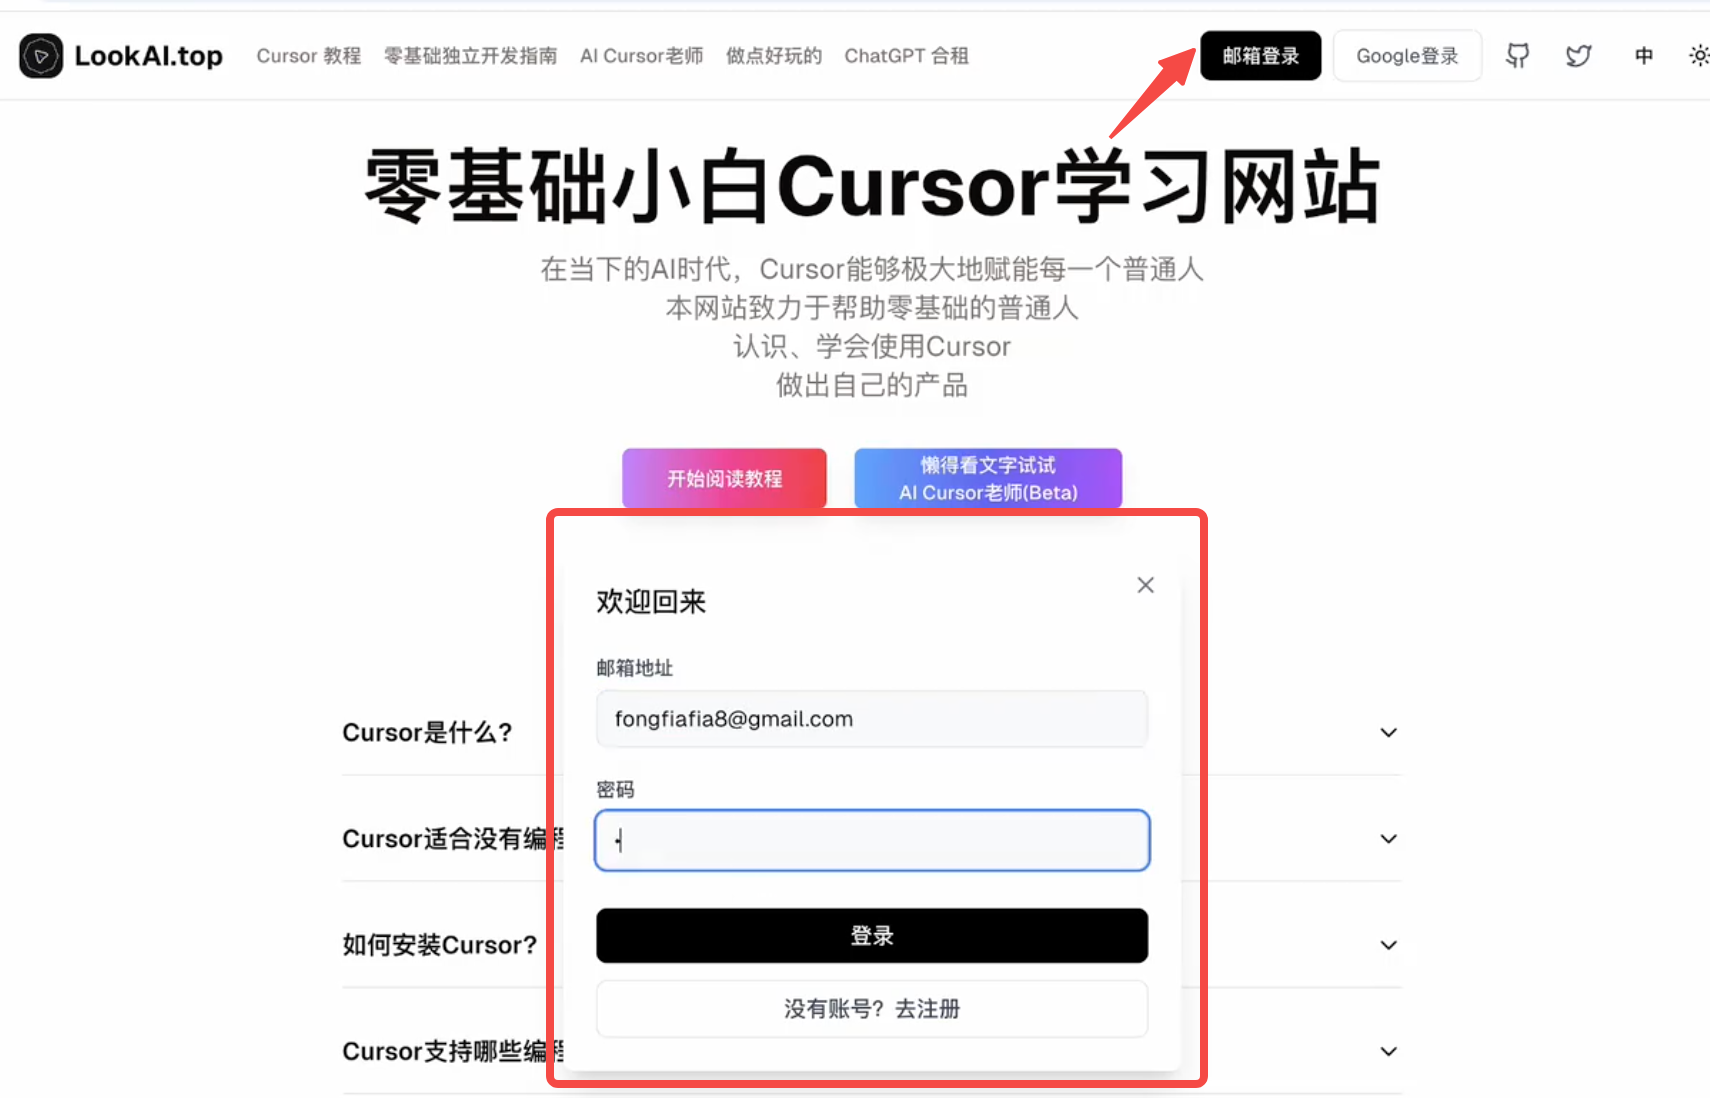 LookAI.top
Cursor 教程
零基础独立开发指南
AI Cursor老师
做点好玩的
ChatGPT 合租
邮箱登录
Google登录
中
零基础小白Cursor学习网站
在当下的AI时代，Cursor能够极大地赋能每一个普通人
本网站致力于帮助零基础的普通人
认识、学会使用Cursor
做出自己的产品
开始阅读教程
懒得看文字试试
AI Cursor老师(Beta)
欢迎回来
邮箱地址
fongfiafia8@gmail.com
密码
登录
没有账号？去注册
Cursor是什么?
Cursor适合没有编程
如何安装Cursor?
Cursor支持哪些编程